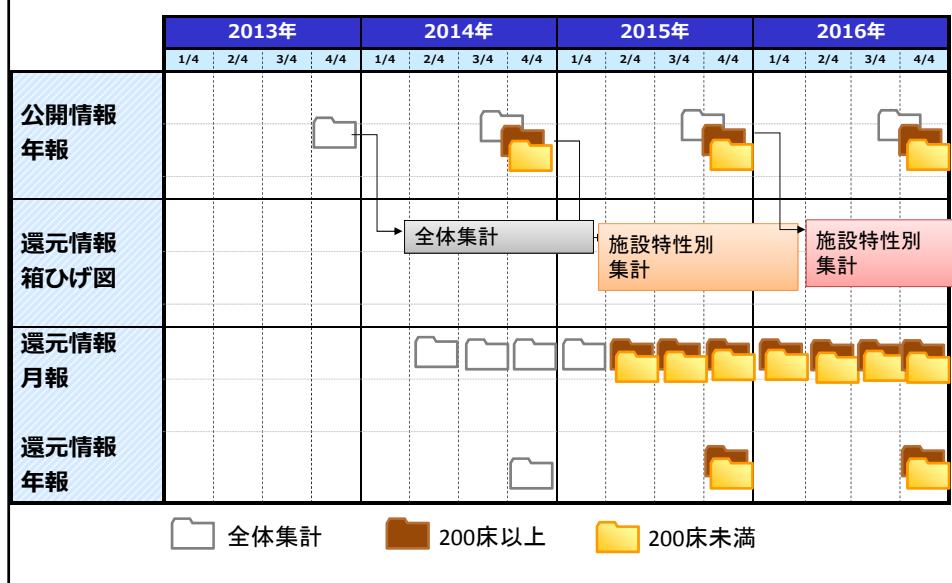 2013年 2014年 2015年 2016年
1/4 2/4 3/4 4/4 1/4 2/4 3/4 4/4 1/4 2/4 3/4 4/4 1/4 2/4 3/4 4/4
公開情報
年報
還元情報
箱ひげ図
全体集計
施設特性別
集計
施設特性別
集計
還元情報
月報
還元情報
年報
全体集計 200床以上 200床未満